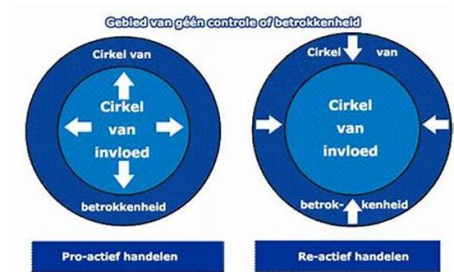 Gebied van géén controle of betrokkenheid
Cirkel van
Cirkel
van
invloed
betrokkenheid
Pro-actief handelen
Cirkel van
Cirkel
van
invloed
betrok- kenheid
Re-actief handelen